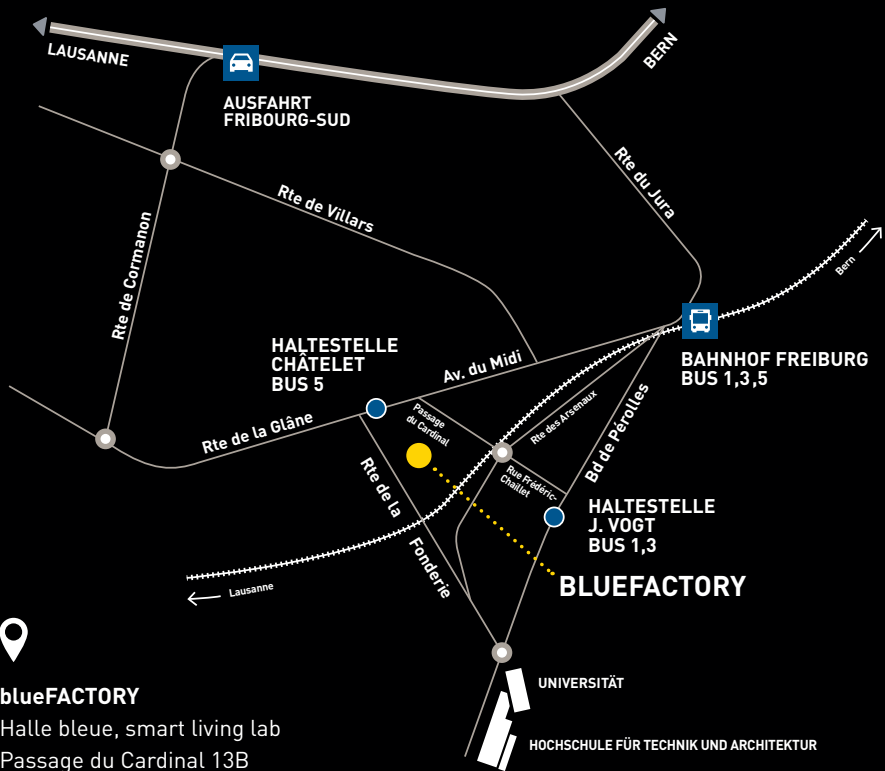 LAUSANNE
BERN
AUSFAHRT
FRIBOURG-SUD
Rte du Jura
Rte de Villars
Rte de Cormanon
Bern
HALTESTELLE
CHÂTELET
BUS 5
BAHNHOF FREIBURG
BUS 1,3,5
Av. du Midi
Rte de la Glâne
Passage
du Cardinal
Rte des Arsenaux
Bd de Pérolles
Rue Frédéric-
Chaillet
Rte de la
Fonderie
HALTESTELLE
J. VOGT
BUS 1,3
BLUEFACTORY
Lausanne
UNIVERSITÄT
HOCHSCHULE FÜR TECHNIK UND ARCHITEKTUR
blueFACTORY
Halle bleue, smart living lab
Passage du Cardinal 13B